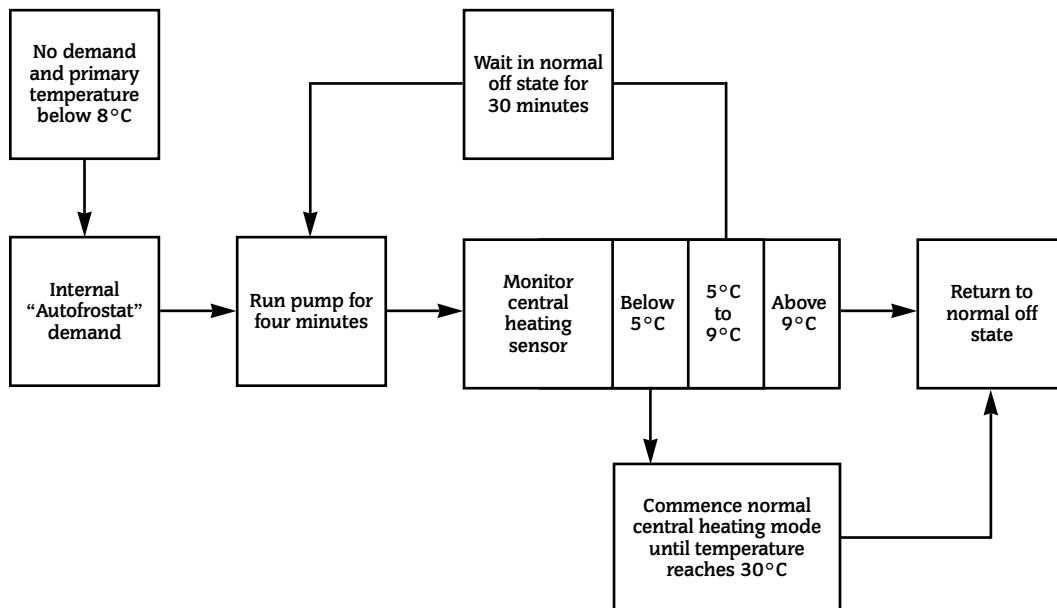 No demand
and primary
temperature
below 8°C
Wait in normal
off state for
30 minutes
Internal
“Autofrostat”
demand
Run pump for
four minutes
Monitor
central
heating
sensor
Below
5°C
5°C
to
9°C
Above
9°C
Return to
normal off
state
Commence normal
central heating mode
until temperature
reaches 30°C